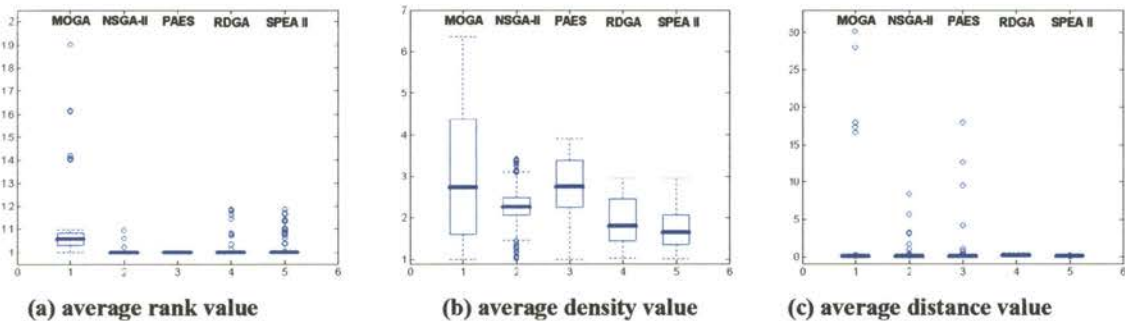 MOGA NSGA-II PAES RDGA SPEA II
2
1.9
1.8
1.7
1.6
1.5
1.4
1.3
1.2
1.1
1
0 1 2 3 4 5 6
(a) average rank value
MOGA NSGA-II PAES RDGA SPEA II
7
6
5
4
3
2
1
0 1 2 3 4 5 6
(b) average density value
MOGA NSGA-II PAES RDGA SPEA II
30
25
20
15
10
5
0
0 1 2 3 4 5 6
(c) average distance value